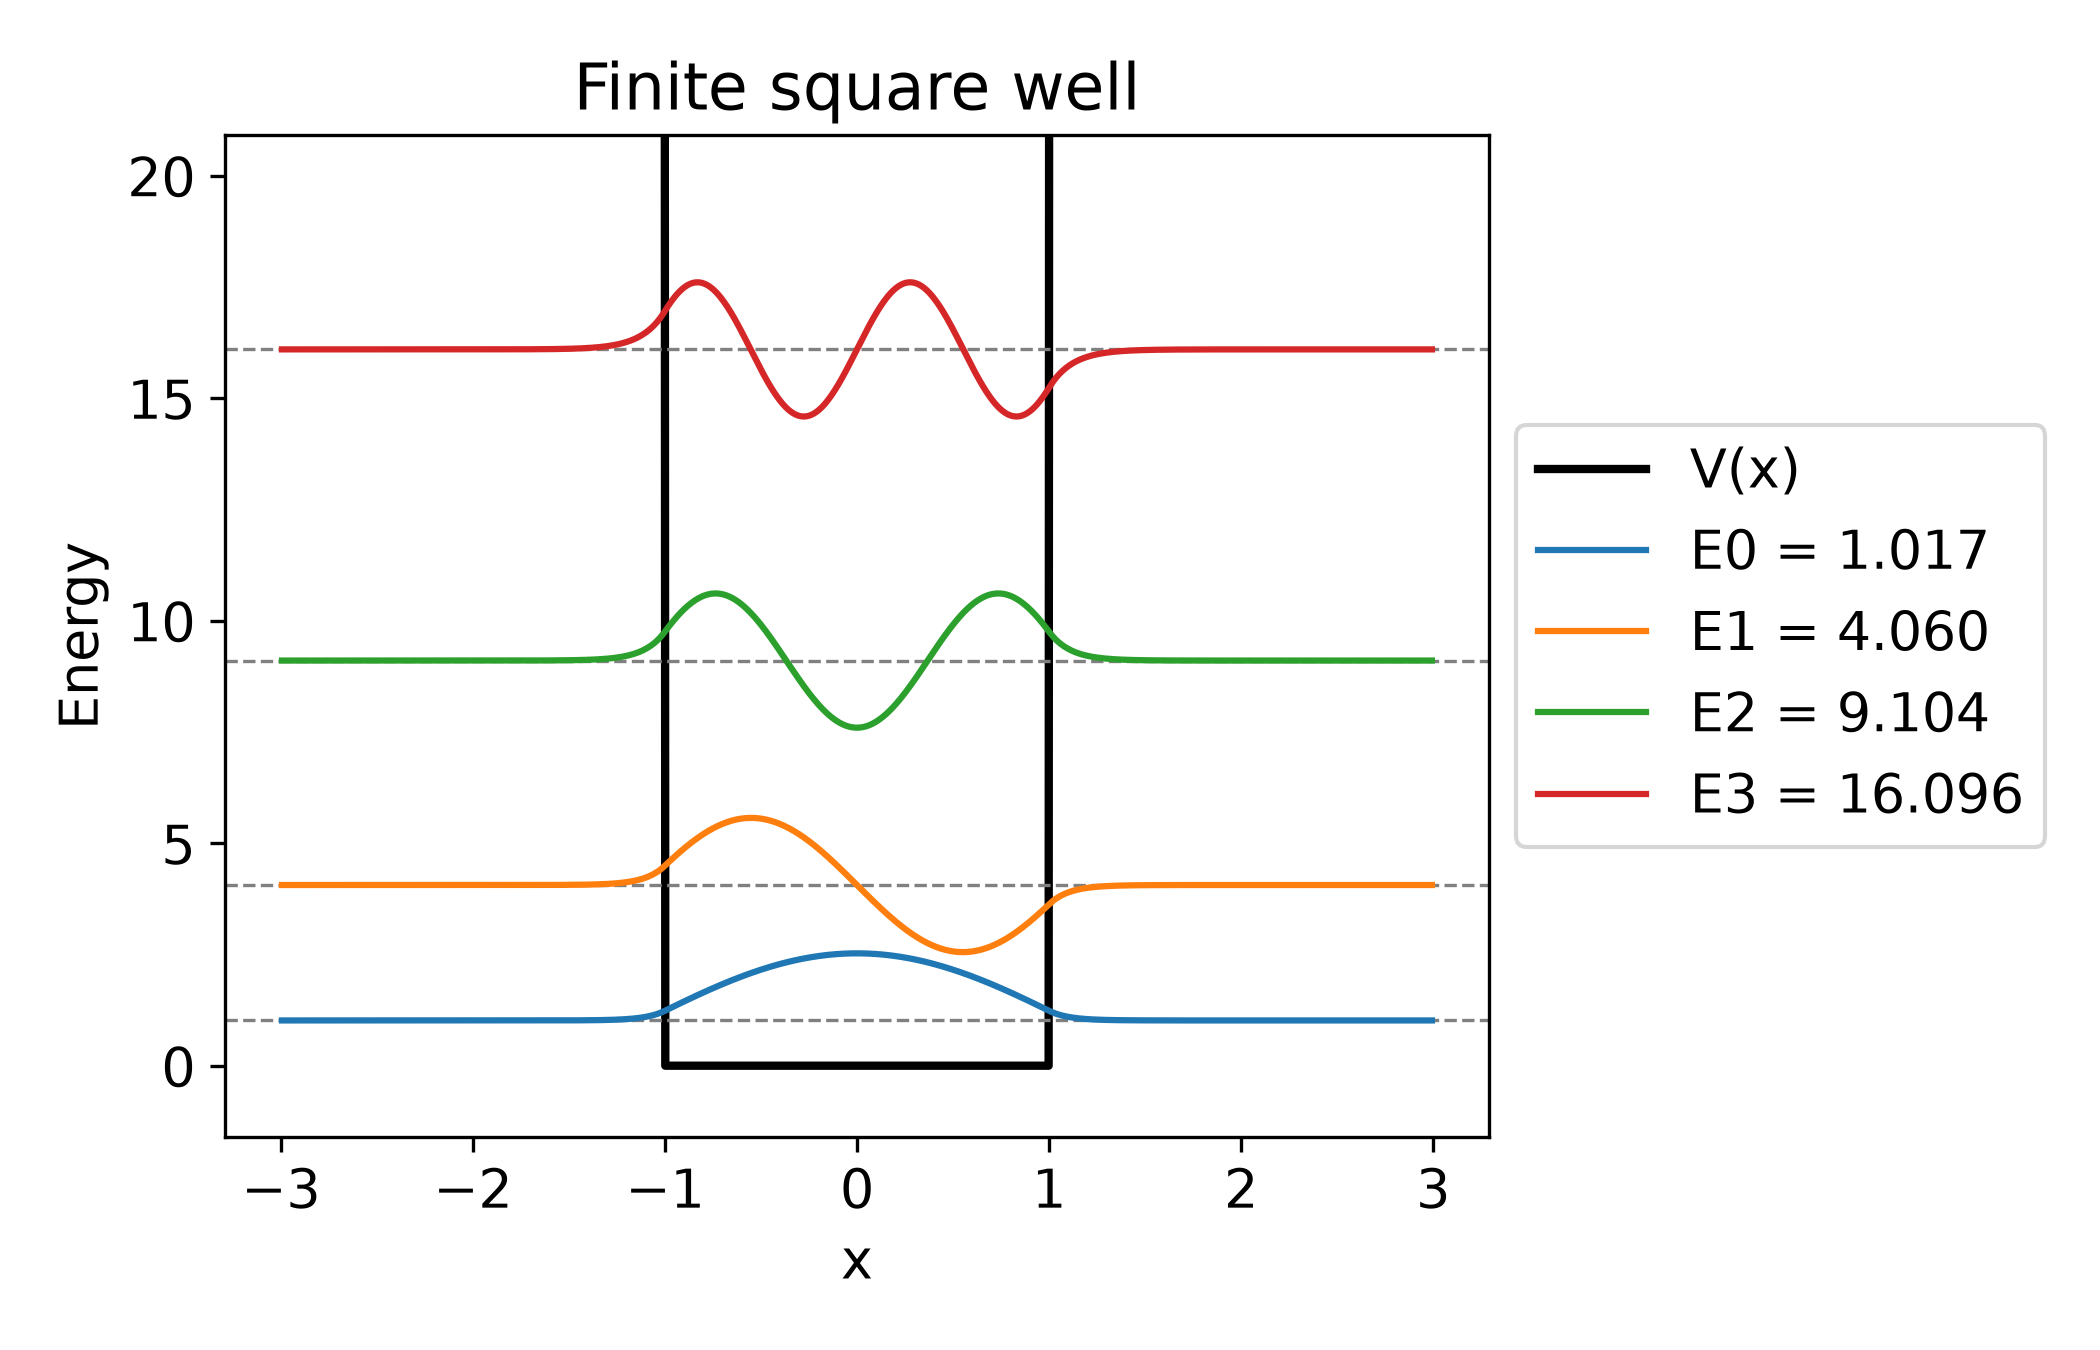 Finite square well
20
15
10
5
0
Energy
−3 −2 −1 0 1 2 3
x
V(x)
E0 = 1.017
E1 = 4.060
E2 = 9.104
E3 = 16.096